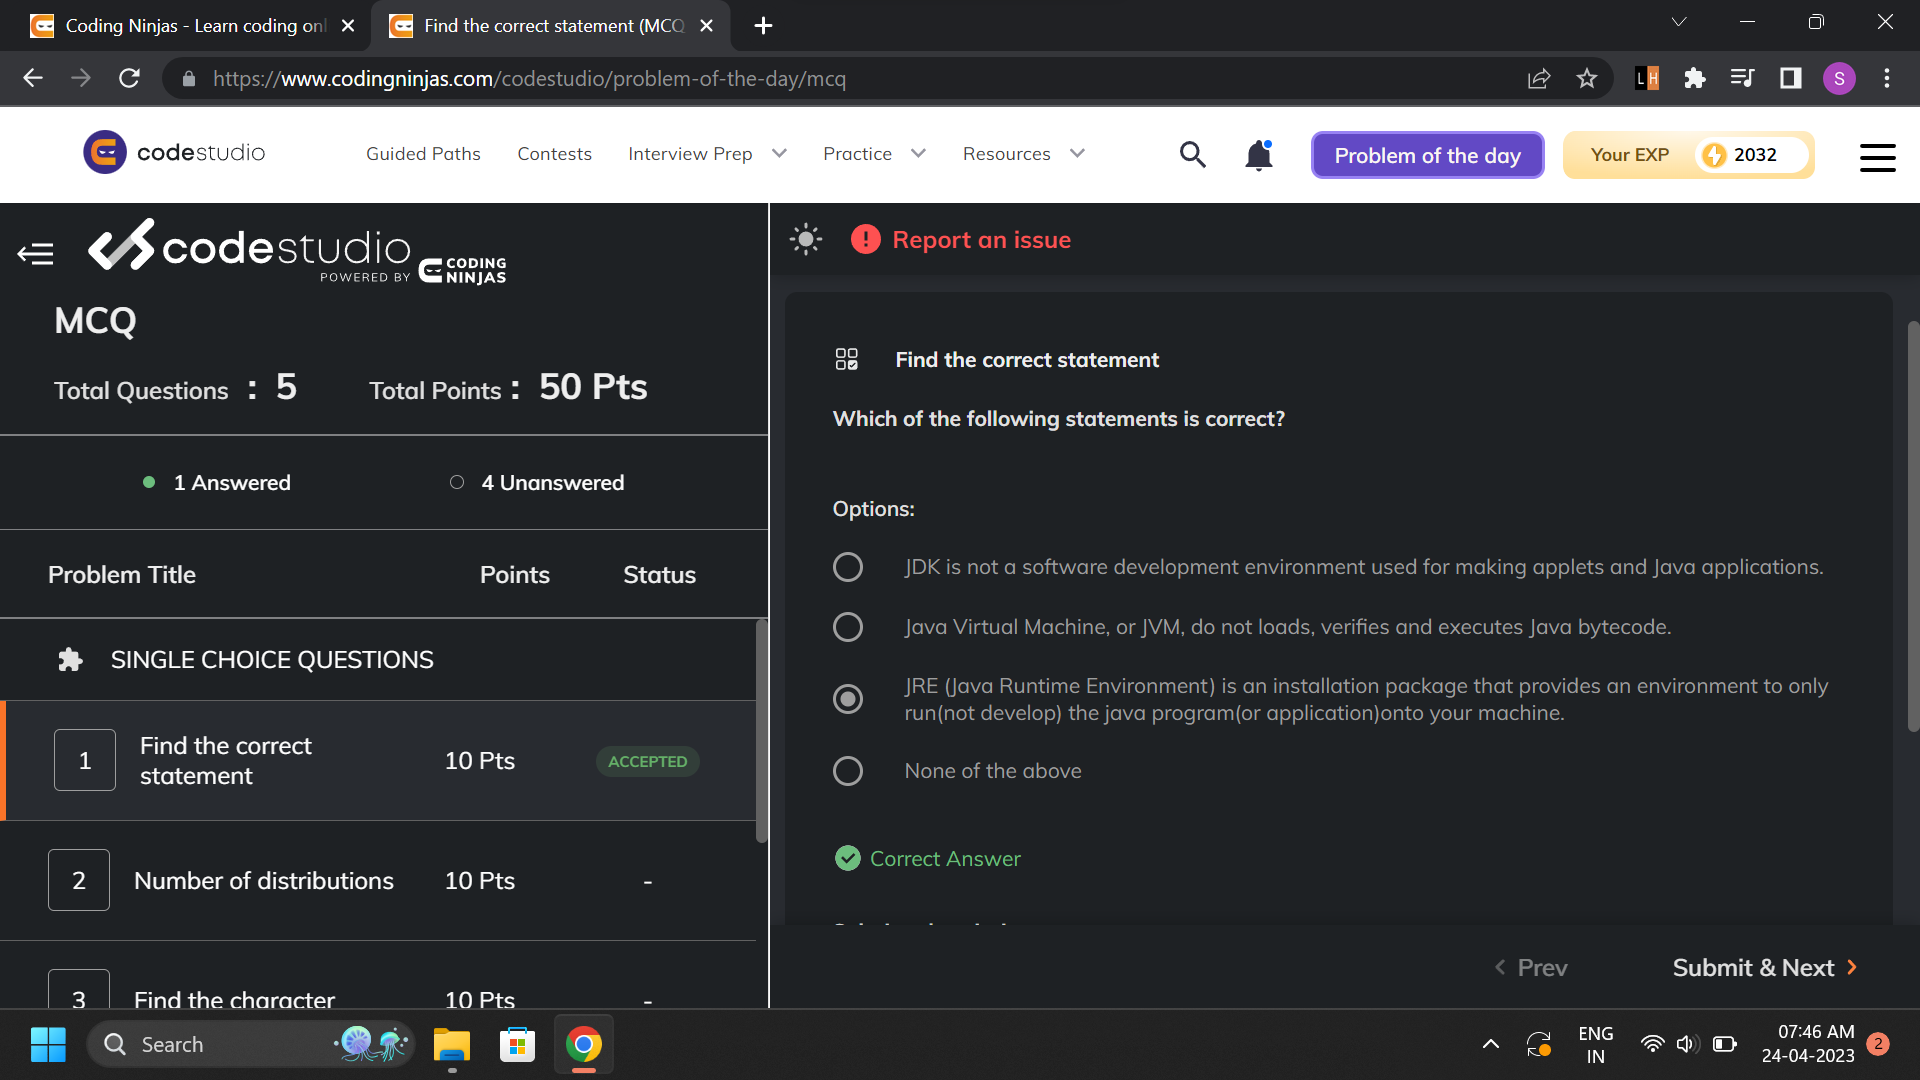 Coding Ninjas - Learn coding onl
Find the correct statement (MCQ
https://www.codingninjas.com/codestudio/problem-of-the-day/mcq
LH
S
codestudio
Guided Paths
Contests
Interview Prep
Practice
Resources
Problem of the day
Your EXP
2032
codestudio
POWERED BY
CODING
NINJAS
Report an issue
MCQ
Total Questions : 5
Total Points : 50 Pts
1 Answered
4 Unanswered
Problem Title
Points
Status
SINGLE CHOICE QUESTIONS
1
Find the correct
statement
10 Pts
ACCEPTED
2
Number of distributions
10 Pts
-
3
Find the character
10 Pts
-
Find the correct statement
Which of the following statements is correct?
Options:
JDK is not a software development environment used for making applets and Java applications.
Java Virtual Machine, or JVM, do not loads, verifies and executes Java bytecode.
JRE (Java Runtime Environment) is an installation package that provides an environment to only
run(not develop) the java program(or application)onto your machine.
None of the above
Correct Answer
Prev
Submit & Next
Search
ENG
IN
07:46 AM
24-04-2023
2